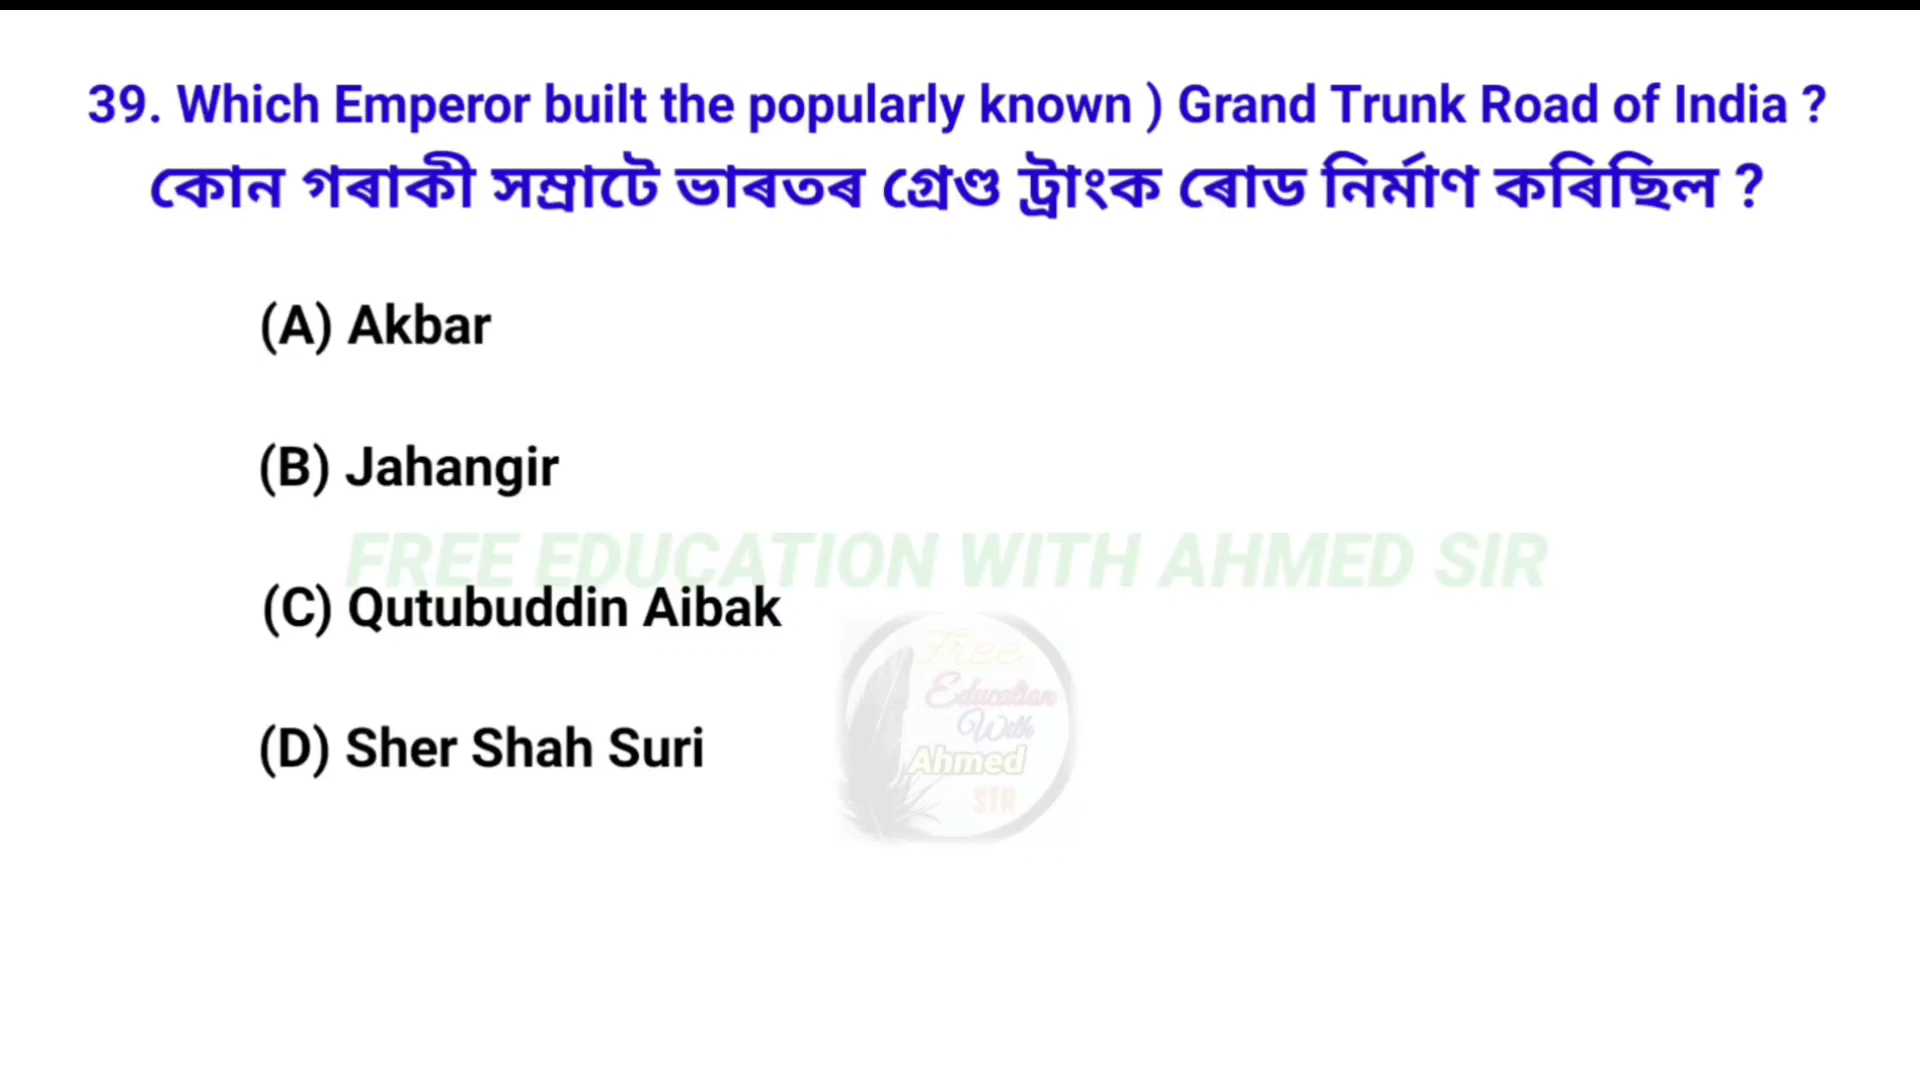 39. Which Emperor built the popularly known ) Grand Trunk Road of India ?
কোন গৰাকী সম্ৰাটে ভাৰতৰ গ্ৰেণ্ড ট্ৰাংক ৰোড নিৰ্মাণ কৰিছিল ?
(A) Akbar
(B) Jahangir
FREE EDUCATION WITH AHMED SIR
(C) Qutubuddin Aibak
Free
Education
With
(D) Sher Shah Suri
Ahmed
SIR